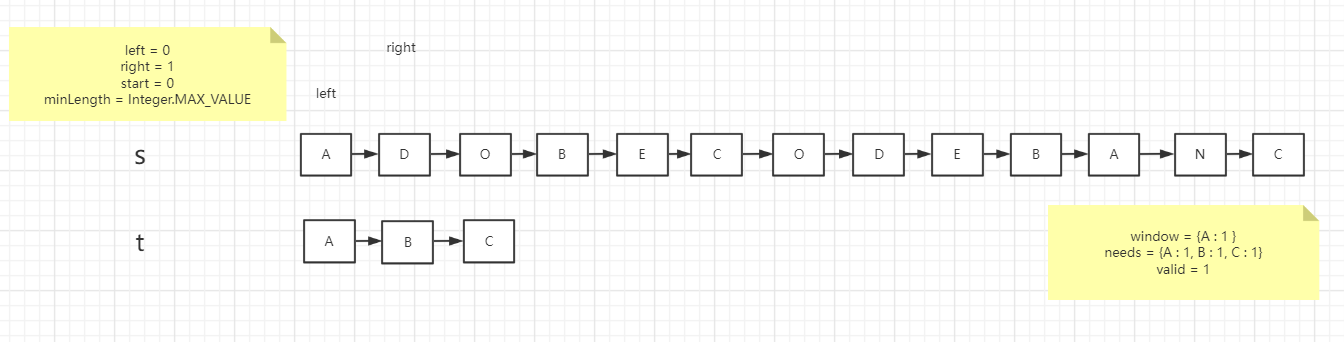 left = 0
right = 1
start = 0
minLength = Integer.MAX_VALUE
right
left
s A D O B E C O D E B A N C
t A B C
window = {A : 1 }
needs = {A : 1, B : 1, C : 1}
valid = 1